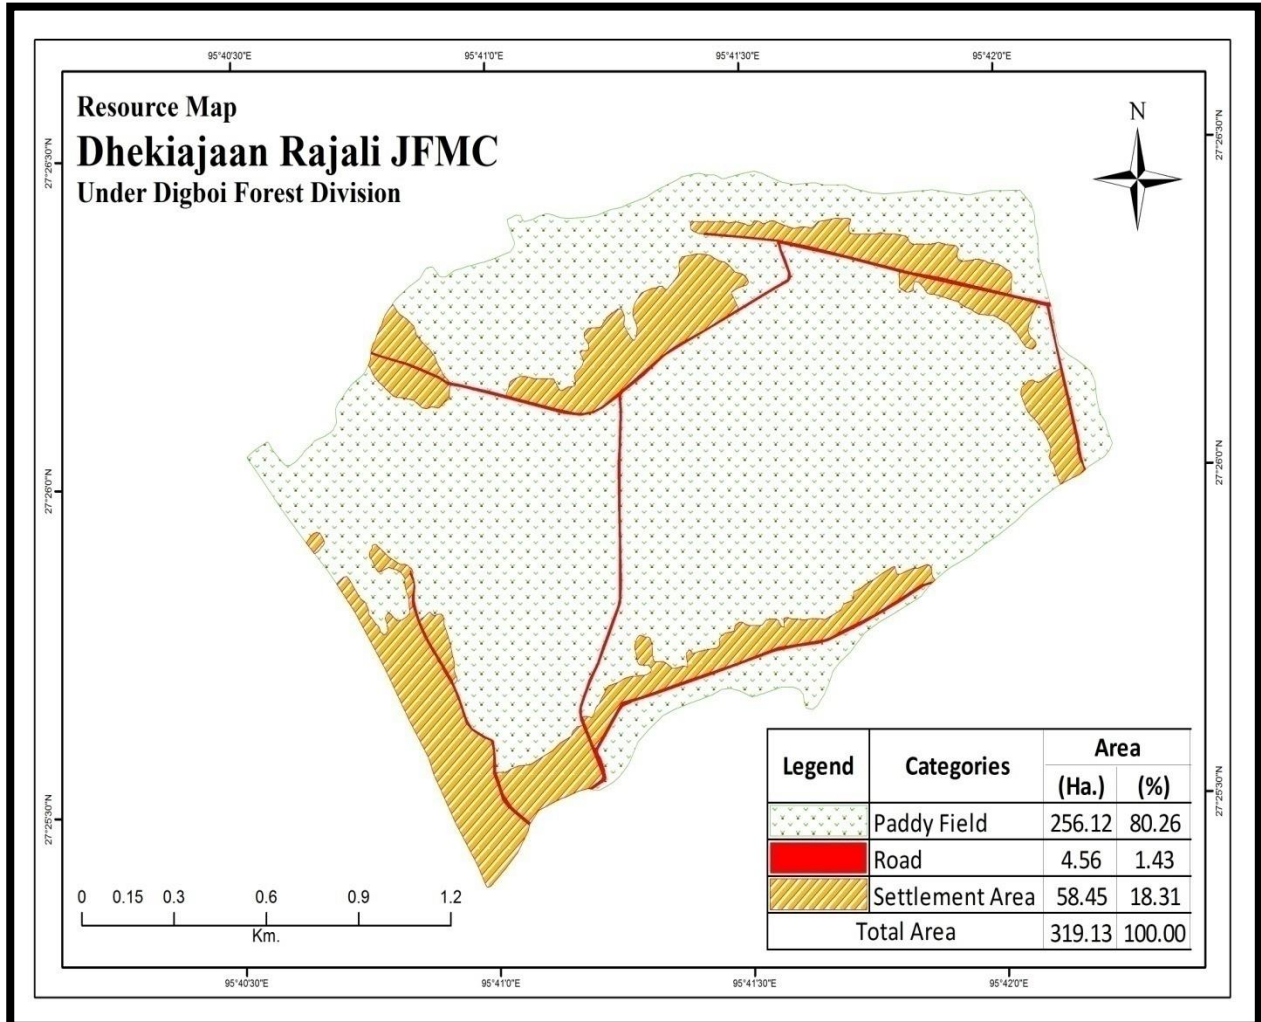 95°40'30"E 95°41'0"E 95°41'30"E 95°42'0"E
Resource Map
Dhekiajaan Rajali JFMC
Under Digboi Forest Division
N
27°26'30"N 27°26'30"N
27°26'0"N 27°26'0"N
27°25'30"N 27°25'30"N
Legend Categories Area
(Ha.) (%)
Paddy Field 256.12 80.26
Road 4.56 1.43
Settlement Area 58.45 18.31
Total Area 319.13 100.00
0 0.15 0.3 0.6 0.9 1.2
Km.
95°40'30"E 95°41'0"E 95°41'30"E 95°42'0"E